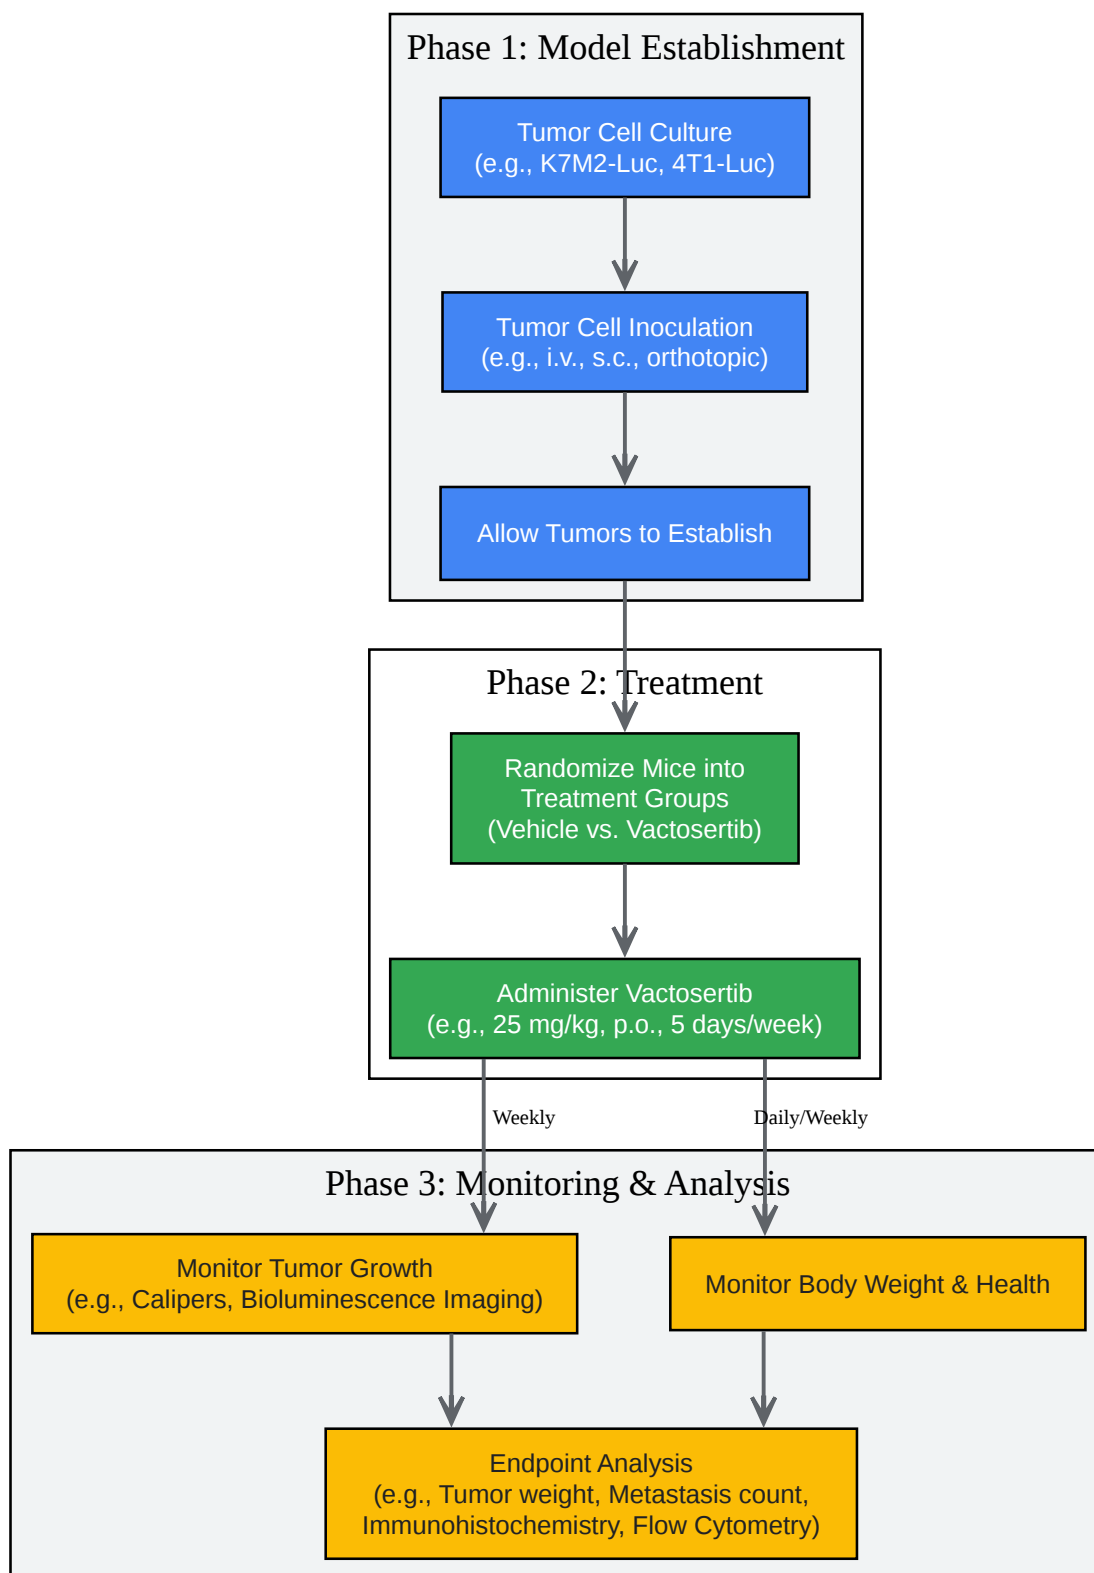 Phase 1: Model Establishment
Tumor Cell Culture
(e.g., K7M2-Luc, 4T1-Luc)
Tumor Cell Inoculation
(e.g., i.v., s.c., orthotopic)
Allow Tumors to Establish
Phase 2: Treatment
Randomize Mice into
Treatment Groups
(Vehicle vs. Vactosertib)
Administer Vactosertib
(e.g., 25 mg/kg, p.o., 5 days/week)
Weekly
Daily/Weekly
Phase 3: Monitoring & Analysis
Monitor Tumor Growth
(e.g., Calipers, Bioluminescence Imaging)
Monitor Body Weight & Health
Endpoint Analysis
(e.g., Tumor weight, Metastasis count,
Immunohistochemistry, Flow Cytometry)